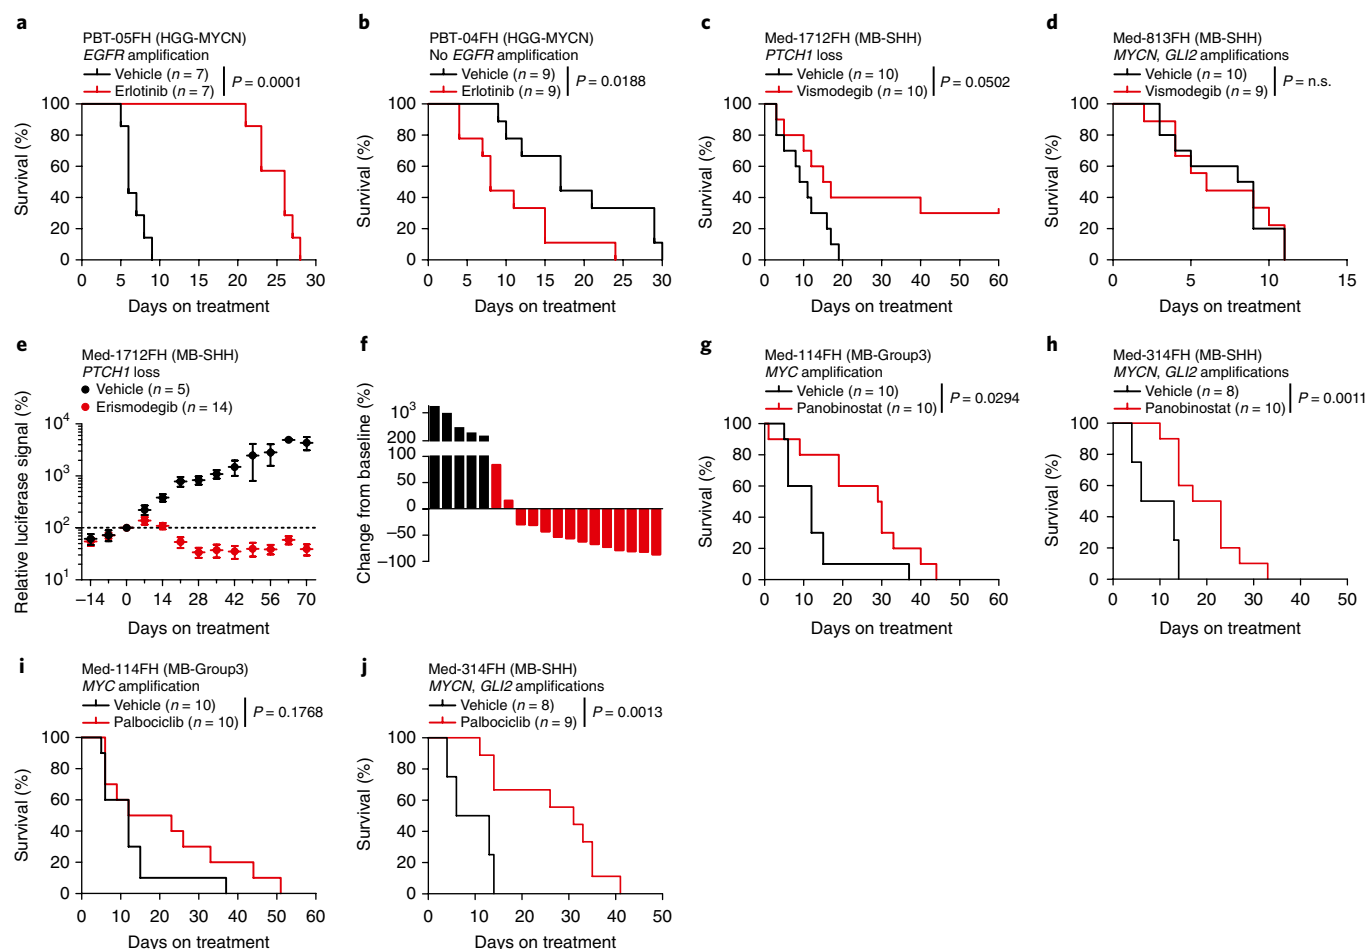 a
PBT-05FH (HGG-MYCN)
EGFR amplification
Vehicle (n = 7)
Erlotinib (n = 7)
P = 0.0001
Survival (%)
100
80
60
40
20
0
0 5 10 15 20 25 30
Days on treatment
b
PBT-04FH (HGG-MYCN)
No EGFR amplification
Vehicle (n = 9)
Erlotinib (n = 9)
P = 0.0188
Survival (%)
100
80
60
40
20
0
0 5 10 15 20 25 30
Days on treatment
c
Med-1712FH (MB-SHH)
PTCH1 loss
Vehicle (n = 10)
Vismodegib (n = 10)
P = 0.0502
Survival (%)
100
80
60
40
20
0
0 10 20 30 40 50 60
Days on treatment
d
Med-813FH (MB-SHH)
MYCN, GLI2 amplifications
Vehicle (n = 10)
Vismodegib (n = 9)
P = n.s.
Survival (%)
100
80
60
40
20
0
0 5 10 15
Days on treatment
e
Med-1712FH (MB-SHH)
PTCH1 loss
Vehicle (n = 5)
Erismodegib (n = 14)
Relative luciferase signal (%)
10⁴
10³
10²
10¹
–14 0 14 28 42 56 70
Days on treatment
f
Change from baseline (%)
10³
200
100
50
0
–50
–100
g
Med-114FH (MB-Group3)
MYC amplification
Vehicle (n = 10)
Panobinostat (n = 10)
P = 0.0294
Survival (%)
100
80
60
40
20
0
0 10 20 30 40 50 60
Days on treatment
h
Med-314FH (MB-SHH)
MYCN, GLI2 amplifications
Vehicle (n = 8)
Panobinostat (n = 10)
P = 0.0011
Survival (%)
100
80
60
40
20
0
0 10 20 30 40 50
Days on treatment
i
Med-114FH (MB-Group3)
MYC amplification
Vehicle (n = 10)
Palbociclib (n = 10)
P = 0.1768
Survival (%)
100
80
60
40
20
0
0 10 20 30 40 50 60
Days on treatment
j
Med-314FH (MB-SHH)
MYCN, GLI2 amplifications
Vehicle (n = 8)
Palbociclib (n = 9)
P = 0.0013
Survival (%)
100
80
60
40
20
0
0 10 20 30 40 50
Days on treatment